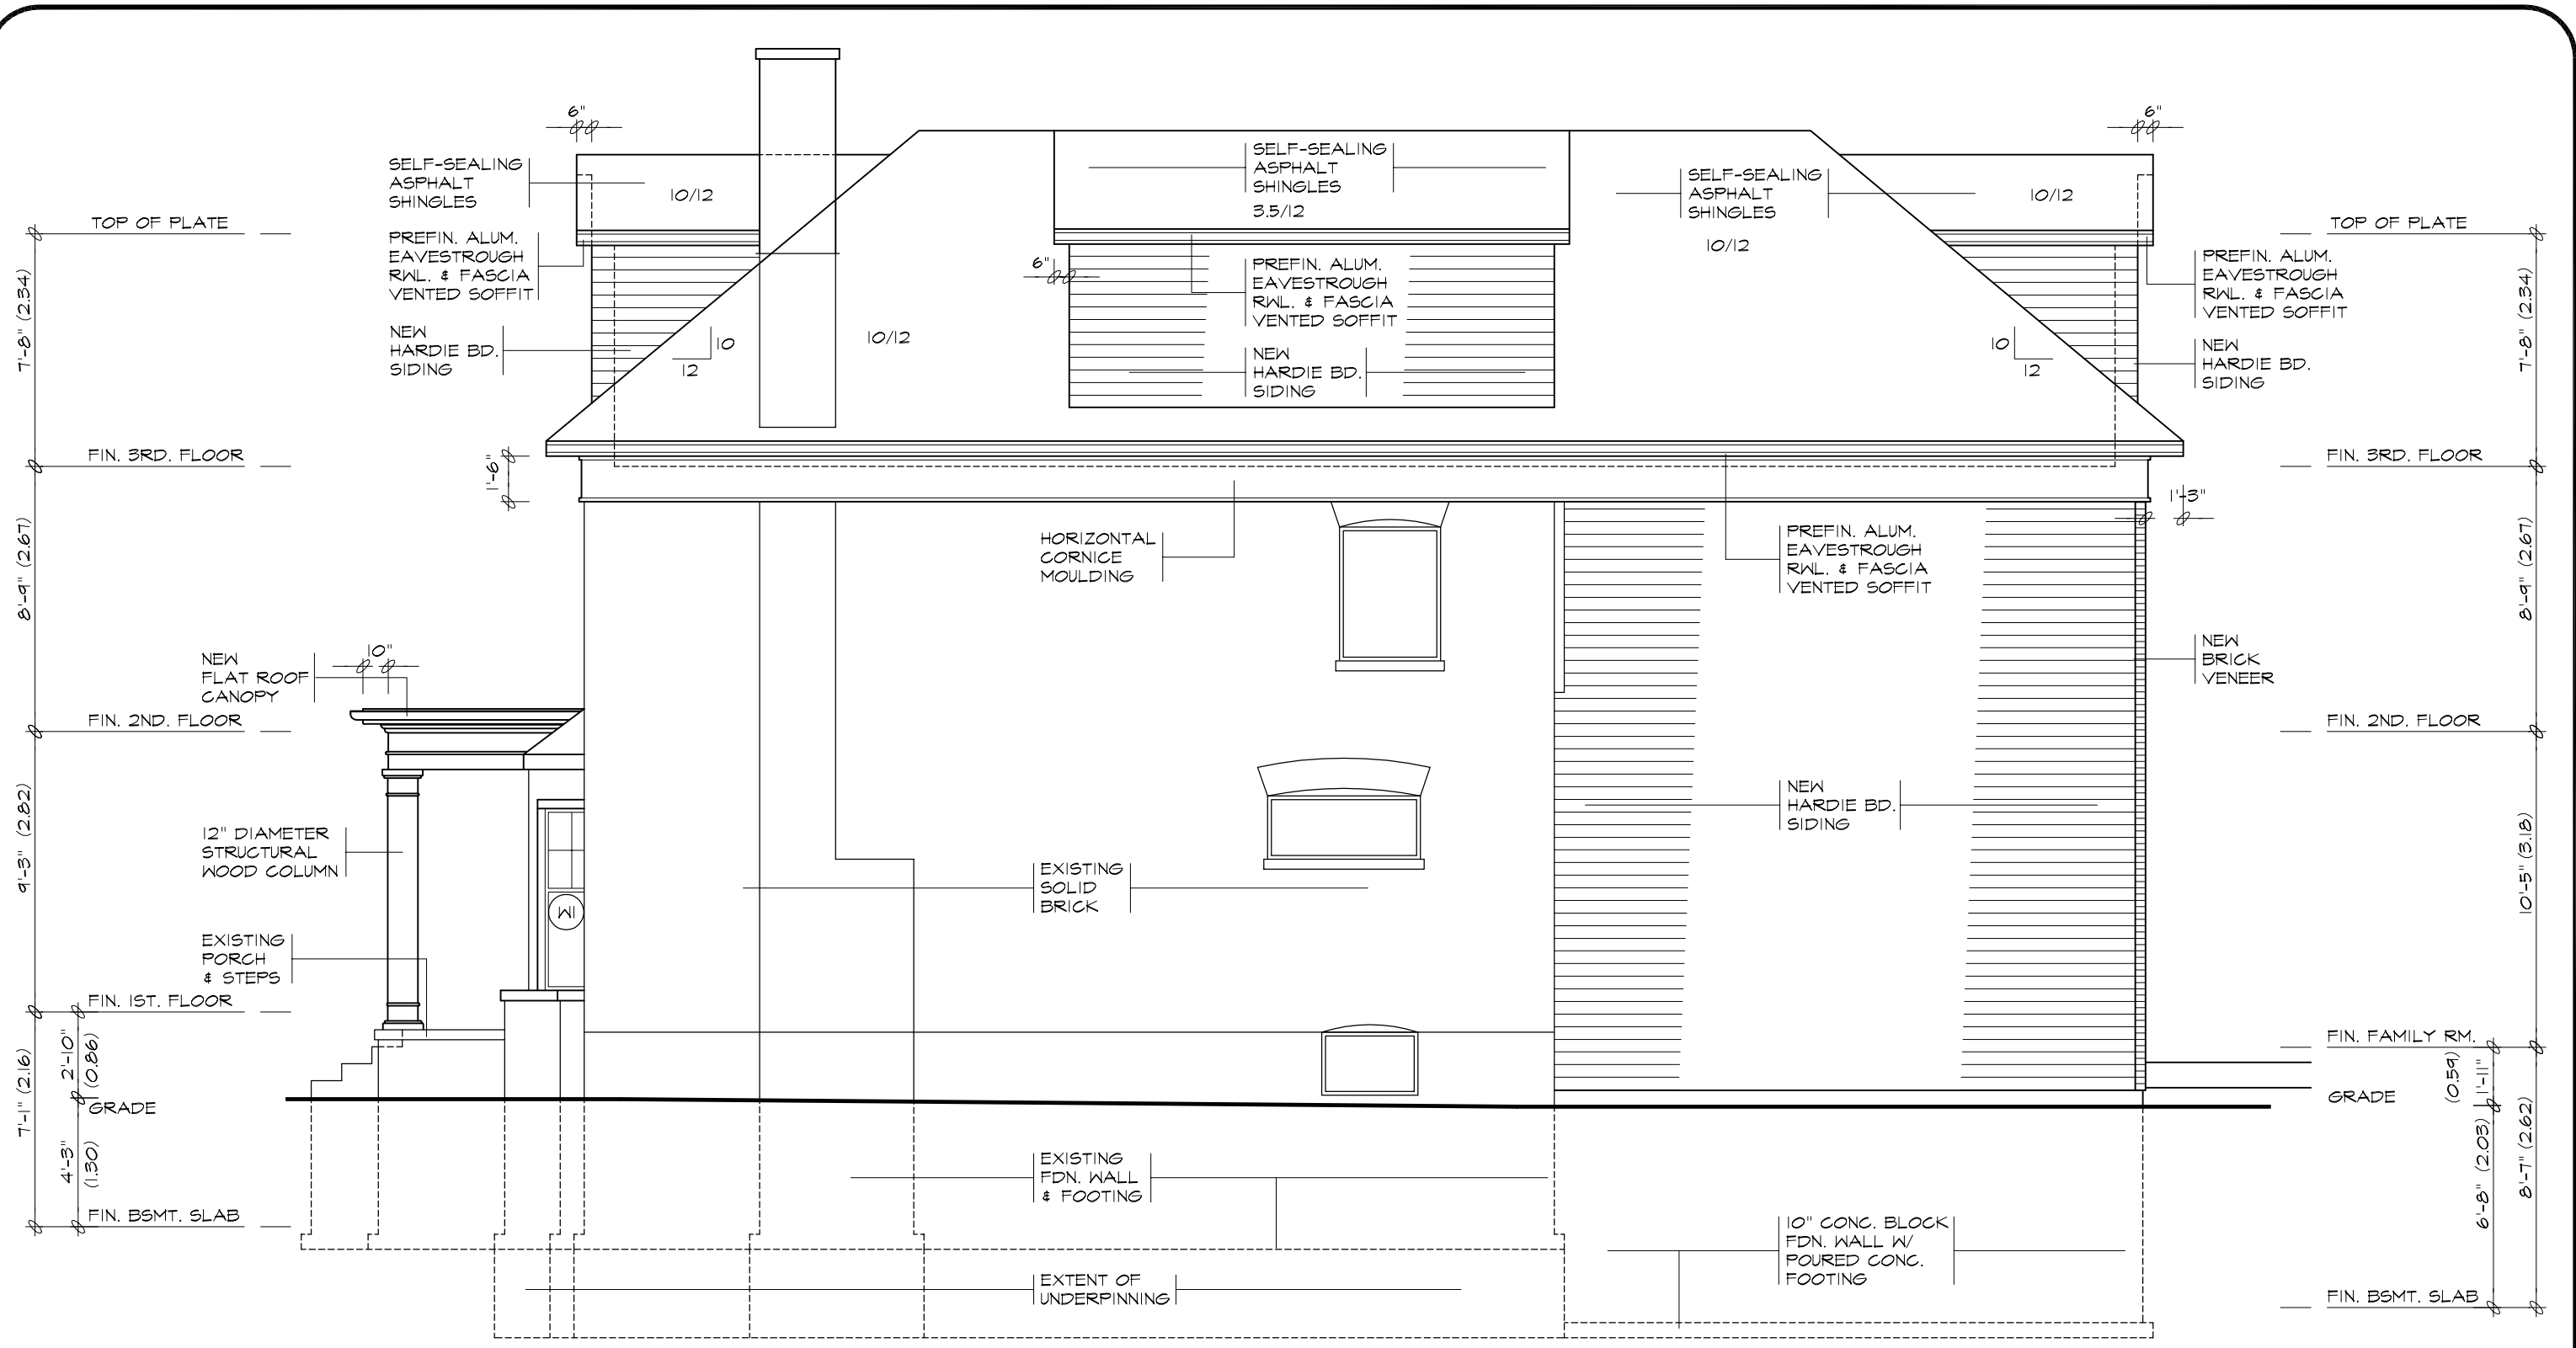 6"
6"
SELF-SEALING
ASPHALT
SHINGLES
10/12
SELF-SEALING
ASPHALT
SHINGLES
3.5/12
SELF-SEALING
ASPHALT
SHINGLES
10/12
10/12
TOP OF PLATE
TOP OF PLATE
PREFIN. ALUM.
EAVESTROUGH
RWL. & FASCIA
VENTED SOFFIT
6"
PREFIN. ALUM.
EAVESTROUGH
RWL. & FASCIA
VENTED SOFFIT
PREFIN. ALUM.
EAVESTROUGH
RWL. & FASCIA
VENTED SOFFIT
7'-8" (2.34)
7'-8" (2.34)
NEW
HARDIE BD.
SIDING
10
12
10/12
NEW
HARDIE BD.
SIDING
10
12
NEW
HARDIE BD.
SIDING
FIN. 3RD. FLOOR
1'-6"
FIN. 3RD. FLOOR
1'-3"
8'-9" (2.67)
8'-9" (2.67)
HORIZONTAL
CORNICE
MOULDING
PREFIN. ALUM.
EAVESTROUGH
RWL. & FASCIA
VENTED SOFFIT
NEW
FLAT ROOF
CANOPY
10"
NEW
BRICK
VENEER
FIN. 2ND. FLOOR
FIN. 2ND. FLOOR
9'-3" (2.82)
12" DIAMETER
STRUCTURAL
WOOD COLUMN
NEW
HARDIE BD.
SIDING
10'-5" (3.18)
EXISTING
SOLID
BRICK
IM
EXISTING
PORCH
& STEPS
FIN. 1ST. FLOOR
FIN. FAMILY RM.
7'-1" (2.16)
2'-10"
(0.86)
GRADE
4'-3"
(1.30)
(0.59)
1'-11"
GRADE
6'-8" (2.03)
8'-7" (2.62)
EXISTING
FDN. WALL
& FOOTING
FIN. BSMT. SLAB
10" CONC. BLOCK
FDN. WALL W/
POURED CONC.
FOOTING
EXTENT OF
UNDERPINNING
FIN. BSMT. SLAB